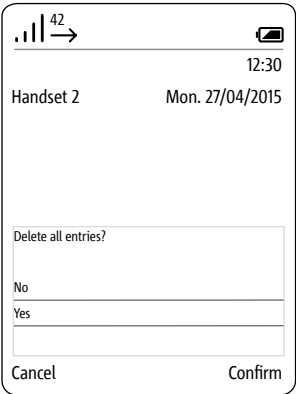 42
12:30
Handset 2 Mon. 27/04/2015
Delete all entries?
No
Yes
Cancel Confirm